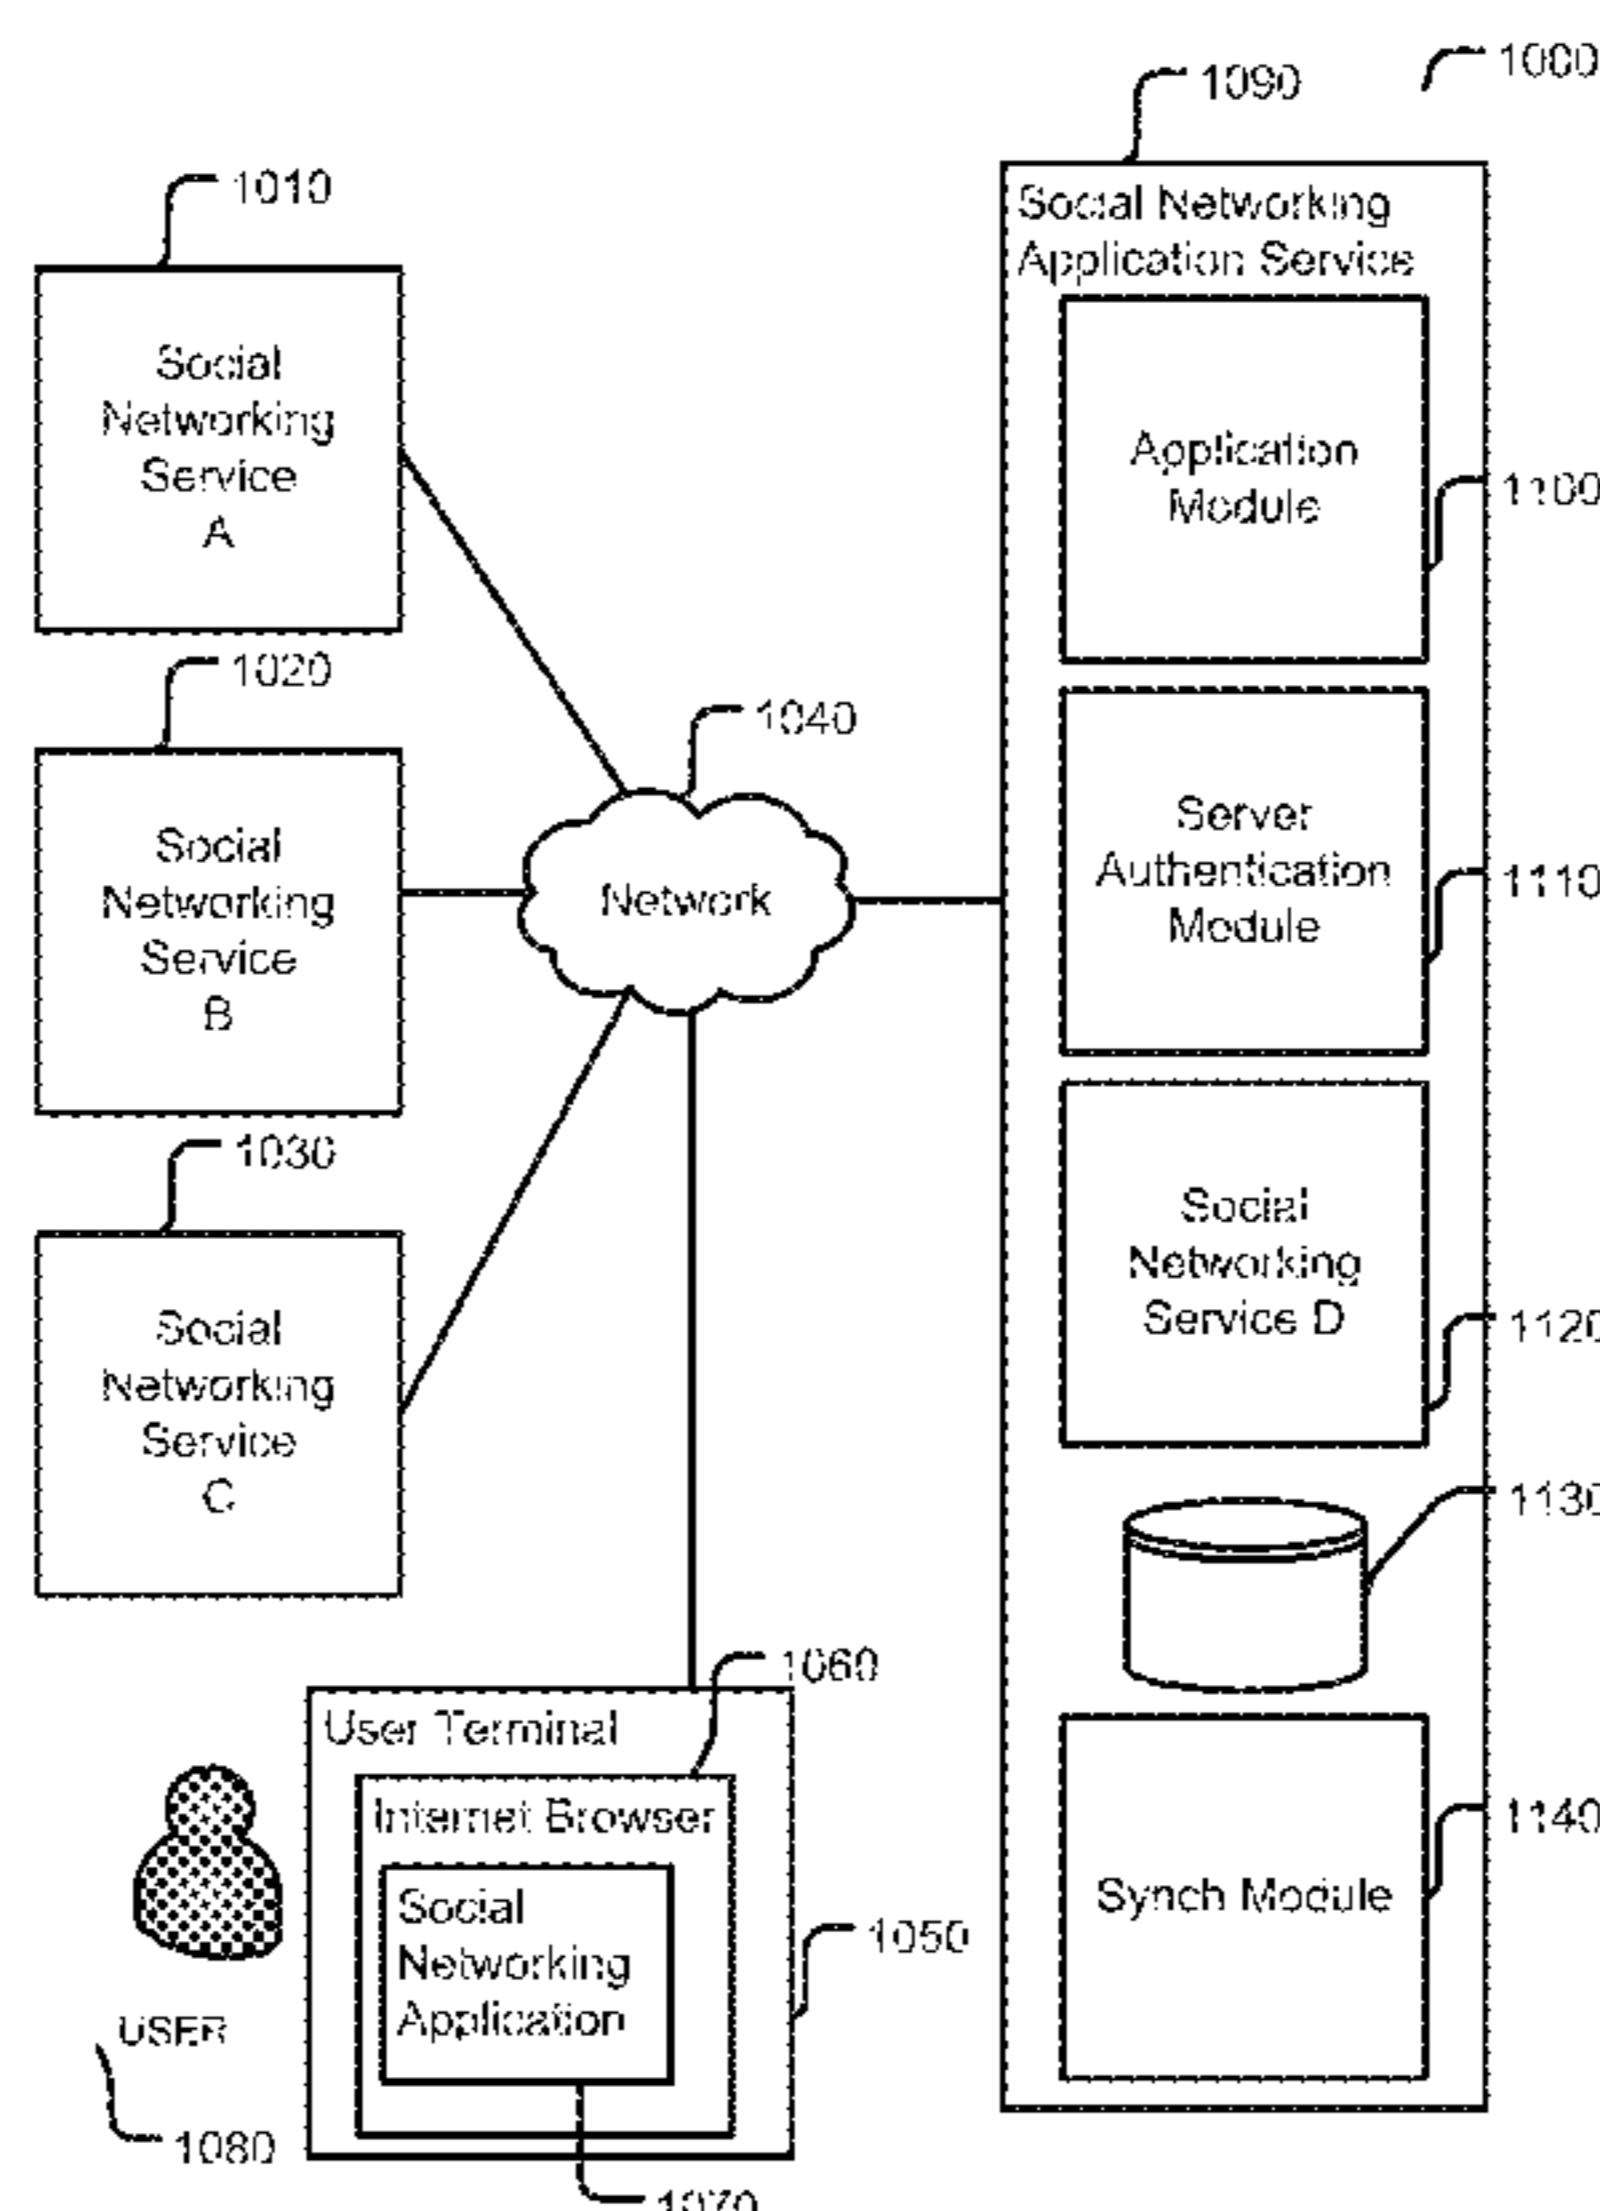 1000
1090
Social Networking
Application Service
1010
Social
Networking
Service
A
Application
Module
1100
1020
Social
Networking
Service
B
1040
Network
Server
Authentication
Module
1110
1030
Social
Networking
Service
C
Social
Networking
Service D
1120
1130
1060
User Terminal
Internet Browser
Social
Networking
Application
1050
Synch Module
1140
USER
1080
1070